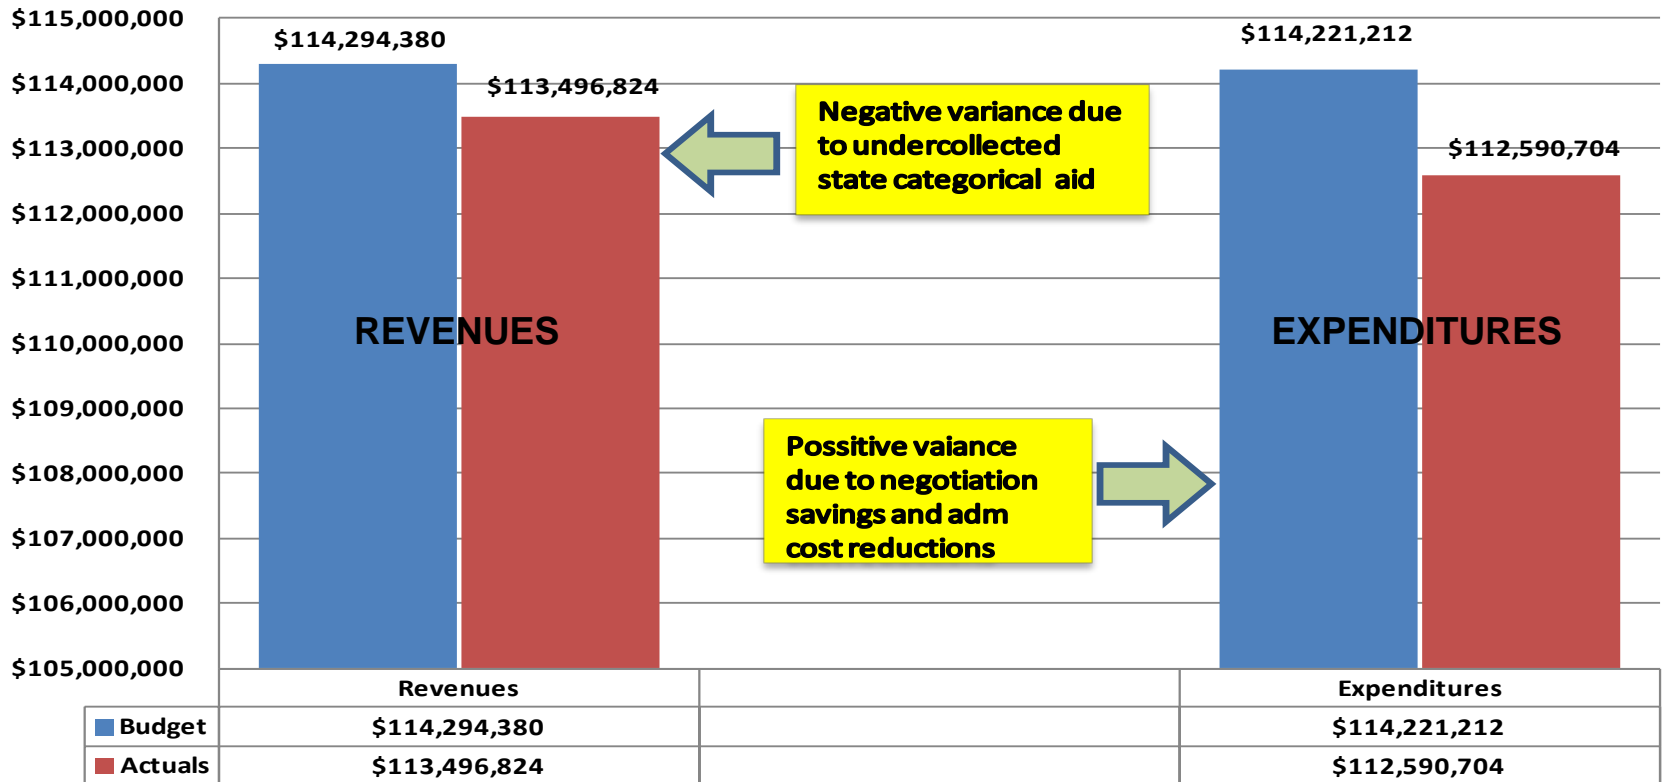 $115,000,000
$114,000,000
$113,000,000
$112,000,000
$111,000,000
$110,000,000
$109,000,000
$108,000,000
$107,000,000
$106,000,000
$105,000,000
$114,294,380
$113,496,824
$114,221,212
$112,590,704
Negative variance due
to undercollected
state categorical aid
REVENUES
EXPENDITURES
Possitive vaiance
due to negotiation
savings and adm
cost reductions
Revenues Expenditures
Budget $114,294,380 $114,221,212
Actuals $113,496,824 $112,590,704